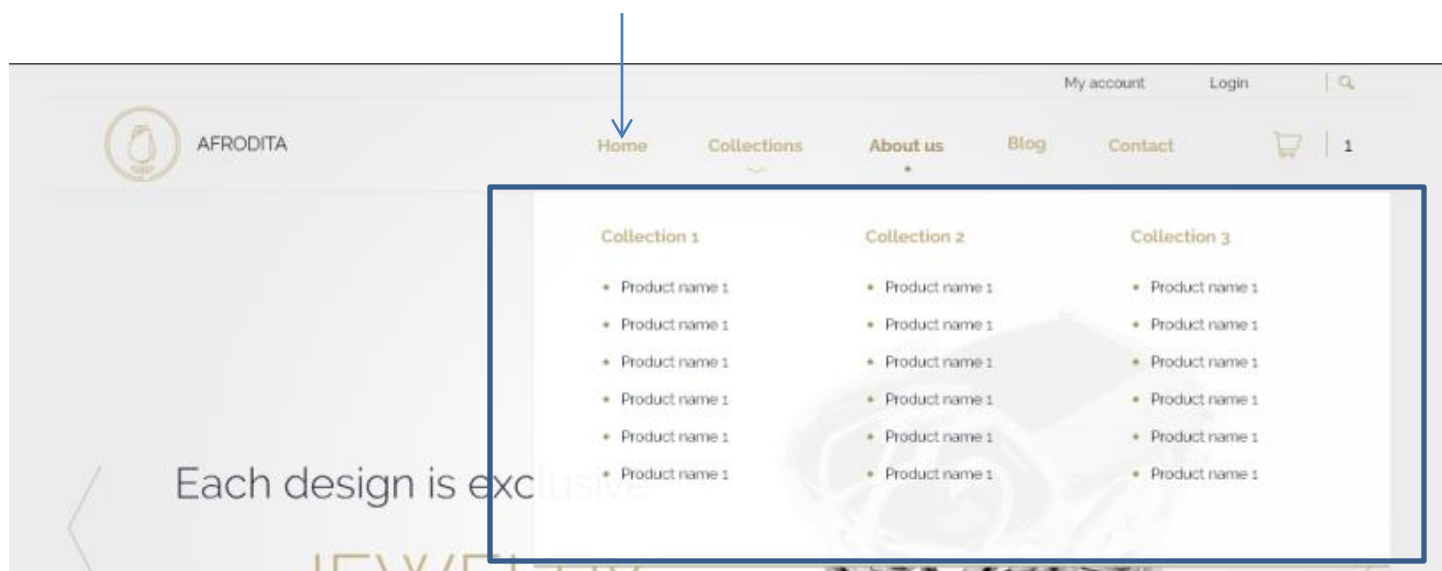 My account Login
AFRODITA Home Collections About us Blog Contact 1
Collection 1 Collection 2 Collection 3
Product name 1 Product name 1 Product name 1
Product name 1 Product name 1 Product name 1
Product name 1 Product name 1 Product name 1
Product name 1 Product name 1 Product name 1
Product name 1 Product name 1 Product name 1
Product name 1 Product name 1 Product name 1
Each design is exclusive
JEWELRY